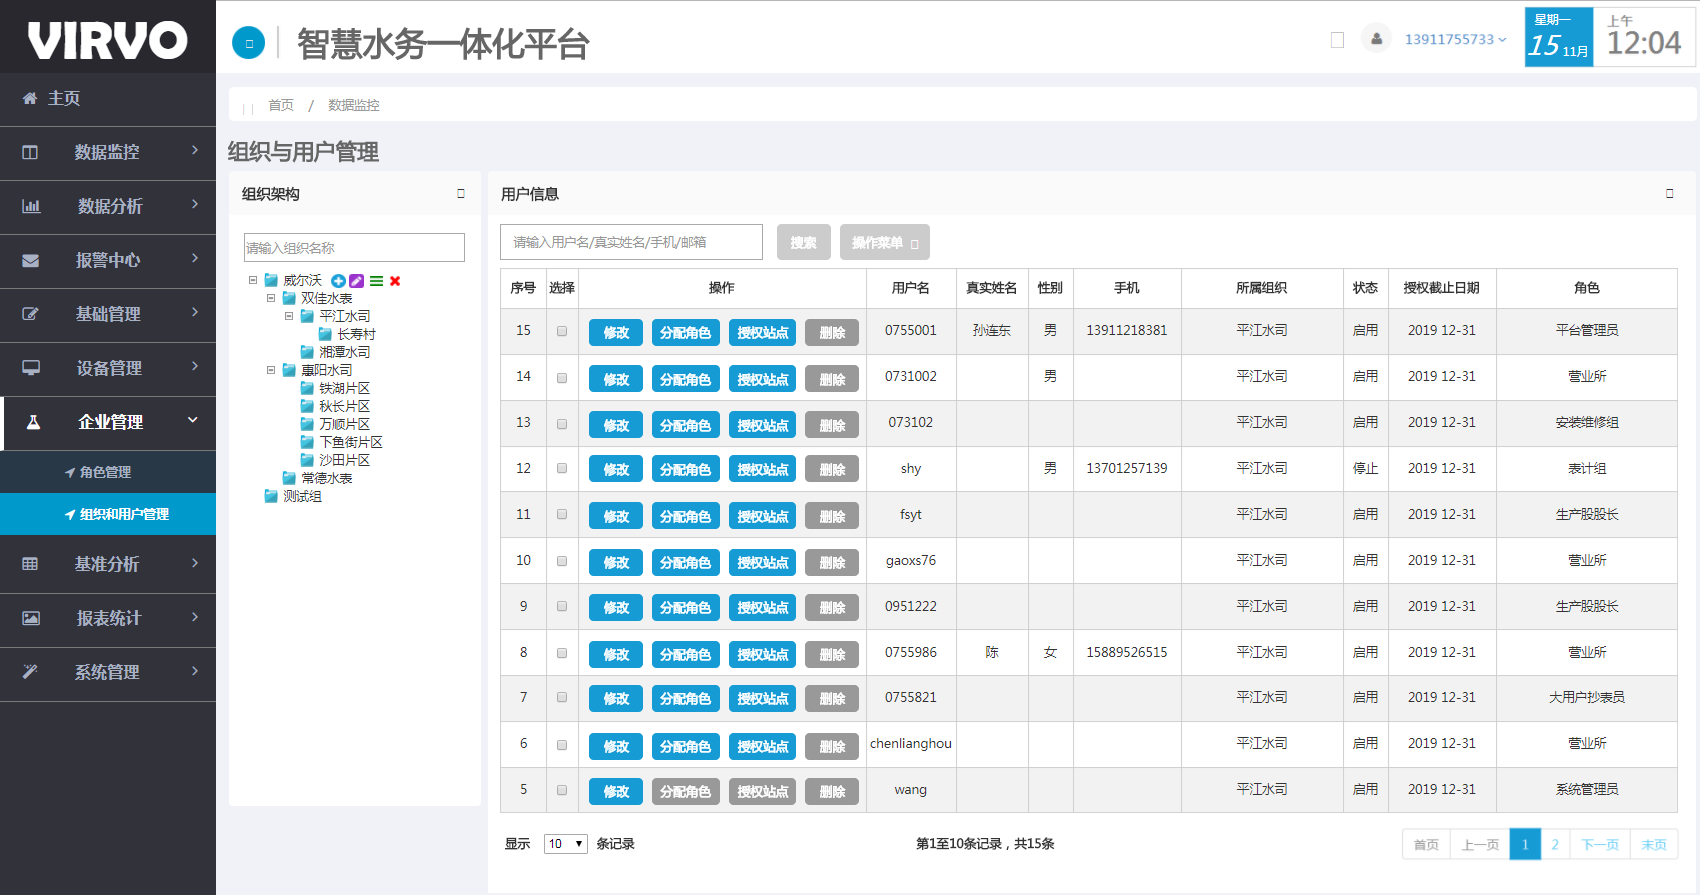 VIRVO
智慧水务一体化平台
13911755733
星期一
15 11月
上午
12:04
主页
数据监控
数据分析
报警中心
基础管理
设备管理
企业管理
角色管理
组织和用户管理
基准分析
报表统计
系统管理
首页 / 数据监控
组织与用户管理
组织架构
请输入组织名称
威尔沃
双佳水表
平江水司
长寿村
湘潭水司
惠阳水司
铁湖片区
秋长片区
万顺片区
下鱼街片区
沙田片区
常德水表
测试组
用户信息
请输入用户名/真实姓名/手机/邮箱 搜索 操作菜单
序号 选择 操作 用户名 真实姓名 性别 手机 所属组织 状态 授权截止日期 角色
15 修改 分配角色 授权站点 删除 0755001 孙连东 男 13911218381 平江水司 启用 2019 12-31 平台管理员
14 修改 分配角色 授权站点 删除 0731002 男 平江水司 启用 2019 12-31 营业所
13 修改 分配角色 授权站点 删除 073102 平江水司 启用 2019 12-31 安装维修组
12 修改 分配角色 授权站点 删除 shy 男 13701257139 平江水司 停止 2019 12-31 表计组
11 修改 分配角色 授权站点 删除 fsyt 平江水司 启用 2019 12-31 生产股股长
10 修改 分配角色 授权站点 删除 gaoxs76 平江水司 启用 2019 12-31 营业所
9 修改 分配角色 授权站点 删除 0951222 平江水司 启用 2019 12-31 生产股股长
8 修改 分配角色 授权站点 删除 0755986 陈 女 15889526515 平江水司 启用 2019 12-31 营业所
7 修改 分配角色 授权站点 删除 0755821 平江水司 启用 2019 12-31 大用户抄表员
6 修改 分配角色 授权站点 删除 chenlianghou 平江水司 启用 2019 12-31 营业所
5 修改 分配角色 授权站点 删除 wang 平江水司 启用 2019 12-31 系统管理员
显示 10 条记录 第1至10条记录，共15条 首页 上一页 1 2 下一页 末页